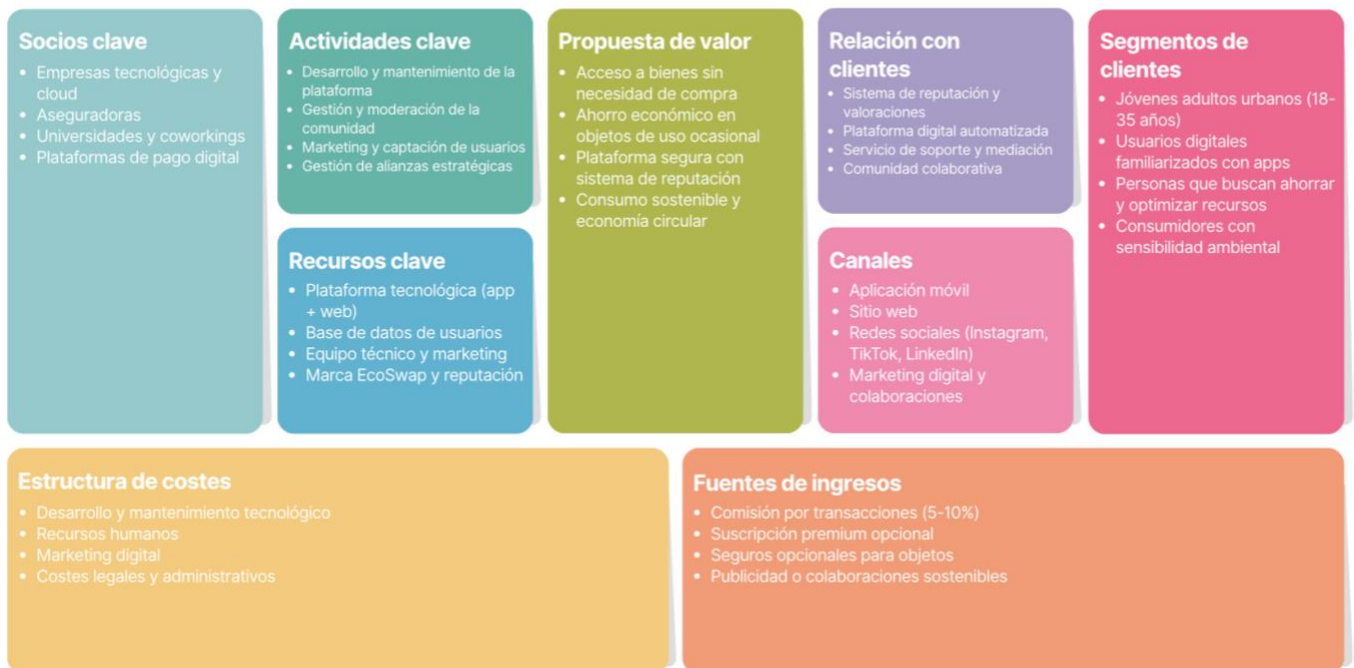 Socios clave
• Empresas tecnológicas y
cloud
• Aseguradoras
• Universidades y coworkings
• Plataformas de pago digital
Actividades clave
• Desarrollo y mantenimiento de la
plataforma
• Gestión y moderación de la
comunidad
• Marketing y captación de usuarios
• Gestión de alianzas estratégicas
Recursos clave
• Plataforma tecnológica (app
+ web)
• Base de datos de usuarios
• Equipo técnico y marketing
• Marca EcoSwap y reputación
Propuesta de valor
• Acceso a bienes sin
necesidad de compra
• Ahorro económico en
objetos de uso ocasional
• Plataforma segura con
sistema de reputación
• Consumo sostenible y
economía circular
Relación con
clientes
• Sistema de reputación y
valoraciones
• Plataforma digital automatizada
• Servicio de soporte y mediación
• Comunidad colaborativa
Canales
• Aplicación móvil
• Sitio web
• Redes sociales (Instagram,
TikTok, LinkedIn)
• Marketing digital y
colaboraciones
Segmentos de
clientes
• Jóvenes adultos urbanos (18-
35 años)
• Usuarios digitales
familiarizados con apps
• Personas que buscan ahorrar
y optimizar recursos
• Consumidores con
sensibilidad ambiental
Estructura de costes
• Desarrollo y mantenimiento tecnológico
• Recursos humanos
• Marketing digital
• Costes legales y administrativos
Fuentes de ingresos
• Comisión por transacciones (5-10%)
• Suscripción premium opcional
• Seguros opcionales para objetos
• Publicidad o colaboraciones sostenibles